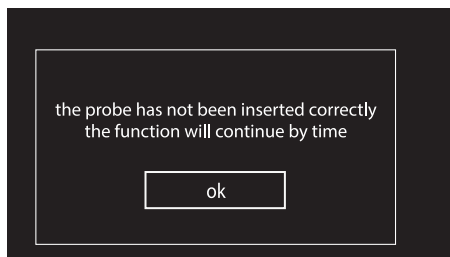 the probe has not been inserted correctly
the function will continue by time
ok